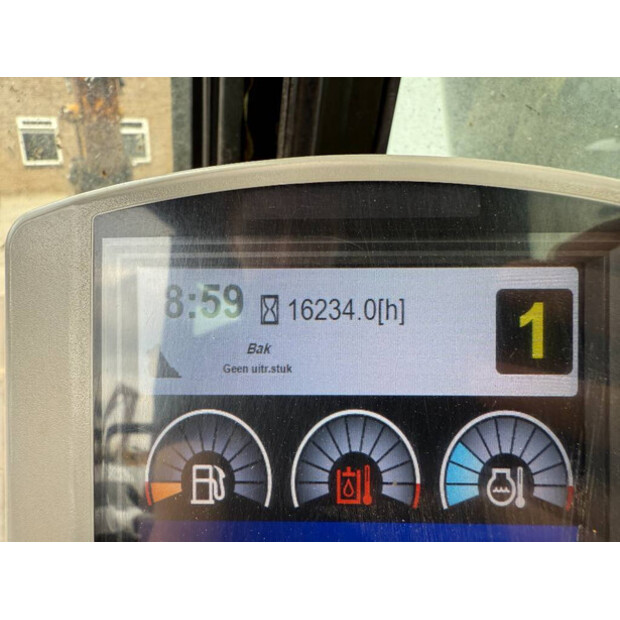 8:59 16234.0[h]
1
Bak
Geen uitr.stuk